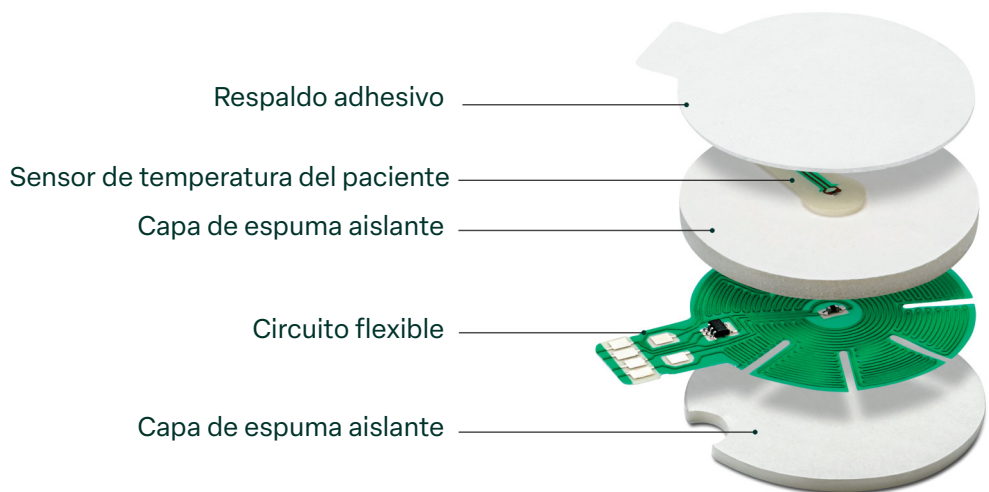 Respaldo adhesivo
Sensor de temperatura del paciente
Capa de espuma aislante
Circuito flexible
Capa de espuma aislante